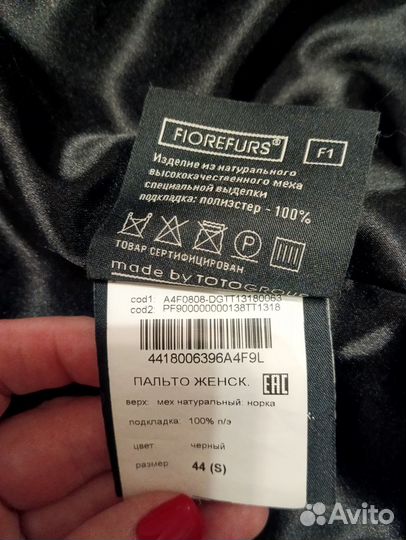 FIOREFURS®
F1
Изделие из натурального
высококачественного меха
специальной выделки
подкладка: полиэстер - 100%
P
ТОВАР СЕРТИФИЦИРОВАН
made by TOTOGROUP
cod1: A4F0808-DGTT13180063
cod2: PF900000000138TT1318
4418006396A4F9L
ПАЛЬТО ЖЕНСК. EAC
верх: мех натуральный: норка
подкладка: 100% п/э
цвет черный
размер 44 (S)
Avito